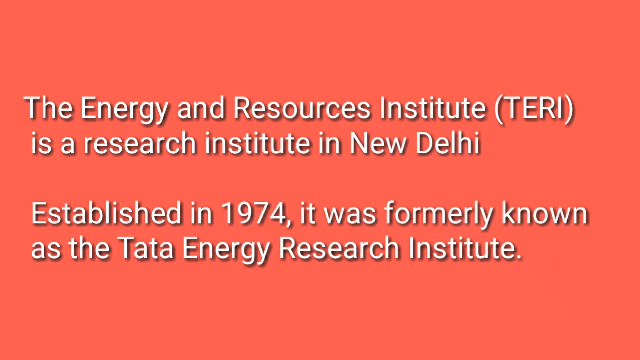 The Energy and Resources Institute (TERI)
is a research institute in New Delhi
Established in 1974, it was formerly known
as the Tata Energy Research Institute.